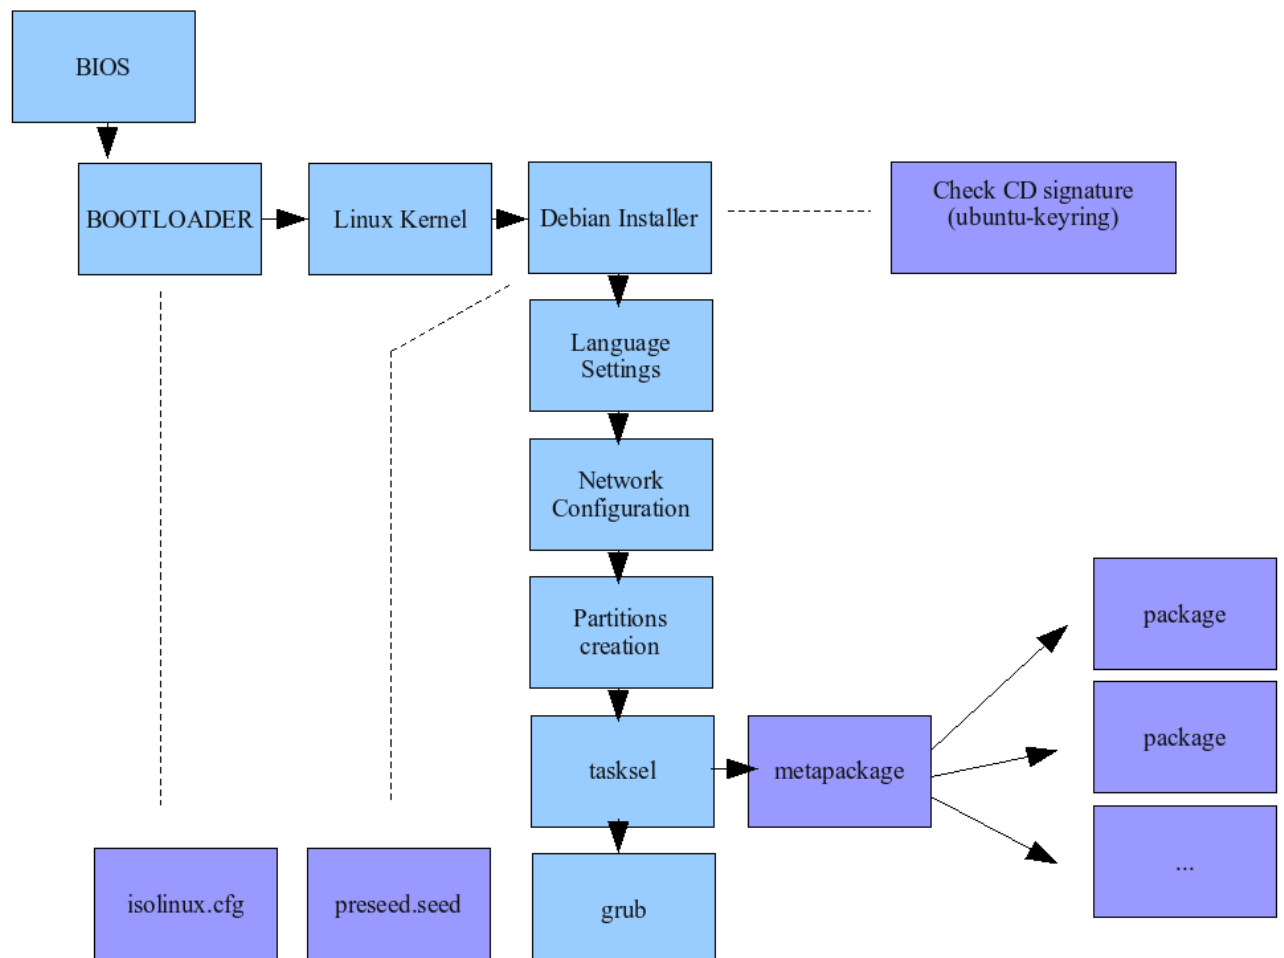 BIOS
BOOTLOADER
Linux Kernel
Debian Installer
Check CD signature
(ubuntu-keyring)
Language
Settings
Network
Configuration
Partitions
creation
package
package
tasksel
metapackage
...
isolinux.cfg
preseed.seed
grub